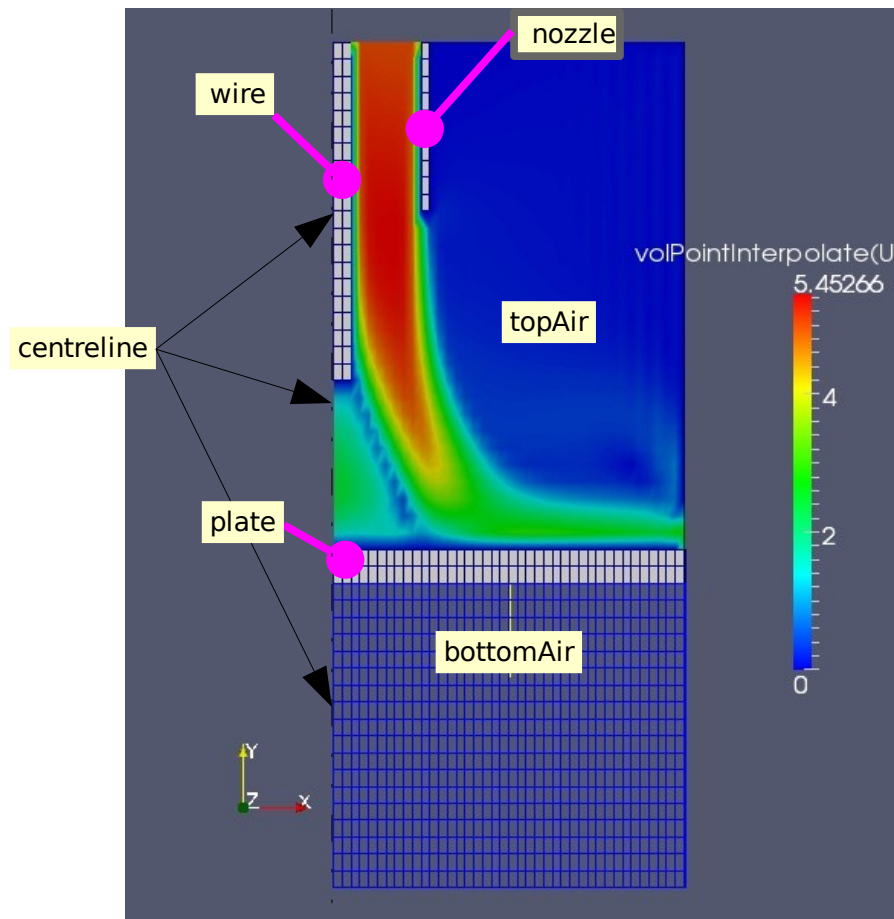 nozzle
wire
volPointInterpolate(U
5.45266
topAir
centreline
4
plate
2
bottomAir
0
Y
Z
X